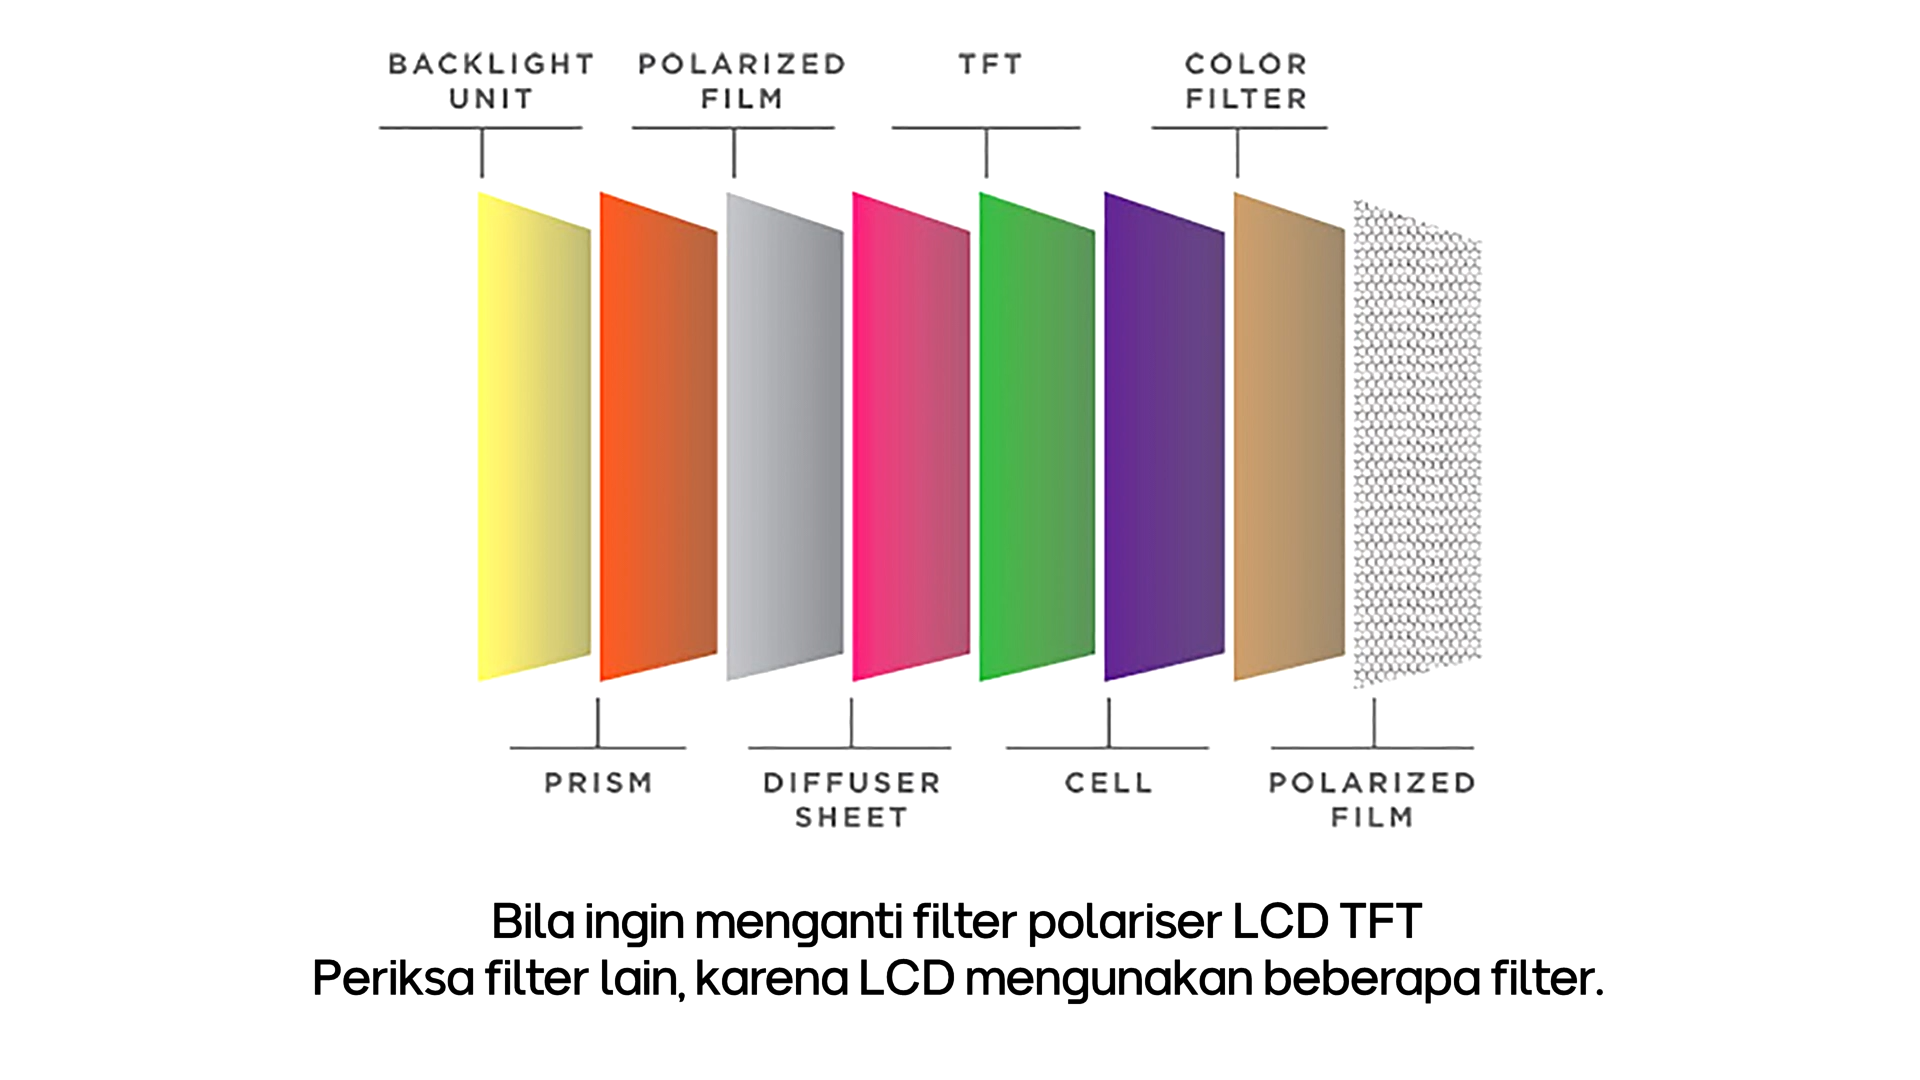 BACKLIGHT
UNIT
POLARIZED
FILM
TFT
COLOR
FILTER
PRISM
DIFFUSER
SHEET
CELL
POLARIZED
FILM
Bila ingin menganti filter polariser LCD TFT
Periksa filter lain, karena LCD mengunakan beberapa filter.